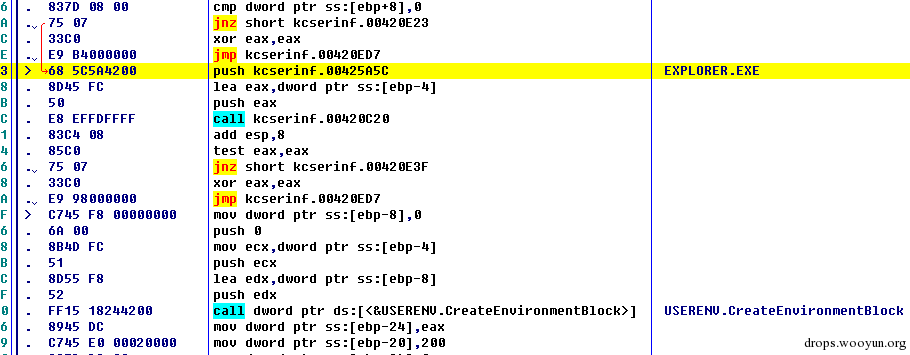 6 . 837D 08 00 cmp dword ptr ss:[ebp+8],0
A . 75 07 jnz short kcserinf.00420E23
C . 33C0 xor eax,eax
E . E9 B4000000 jmp kcserinf.00420ED7
3 > 68 5C5A4200 push kcserinf.00425A5C EXPLORER.EXE
8 . 8D45 FC lea eax,dword ptr ss:[ebp-4]
B . 50 push eax
C . E8 EFFDFFFF call kcserinf.00420C20
1 . 83C4 08 add esp,8
4 . 85C0 test eax,eax
6 . 75 07 jnz short kcserinf.00420E3F
8 . 33C0 xor eax,eax
A . E9 98000000 jmp kcserinf.00420ED7
F > C745 F8 00000000 mov dword ptr ss:[ebp-8],0
6 . 6A 00 push 0
8 . 8B4D FC mov ecx,dword ptr ss:[ebp-4]
B . 51 push ecx
C . 8D55 F8 lea edx,dword ptr ss:[ebp-8]
F . 52 push edx
0 . FF15 18244200 call dword ptr ds:[<&USERENV.CreateEnvironmentBlock>] USERENV.CreateEnvironmentBlock
6 . 8945 DC mov dword ptr ss:[ebp-24],eax
9 . C745 E0 00020000 mov dword ptr ss:[ebp-20],200
drops.wooyun.org